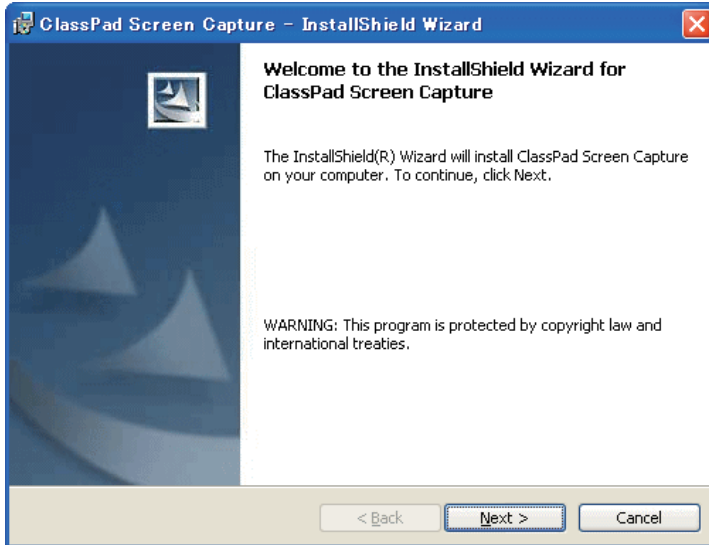 ClassPad Screen Capture - InstallShield Wizard
Welcome to the InstallShield Wizard for
ClassPad Screen Capture
The InstallShield(R) Wizard will install ClassPad Screen Capture
on your computer. To continue, click Next.
WARNING: This program is protected by copyright law and
international treaties.
< Back
Next >
Cancel